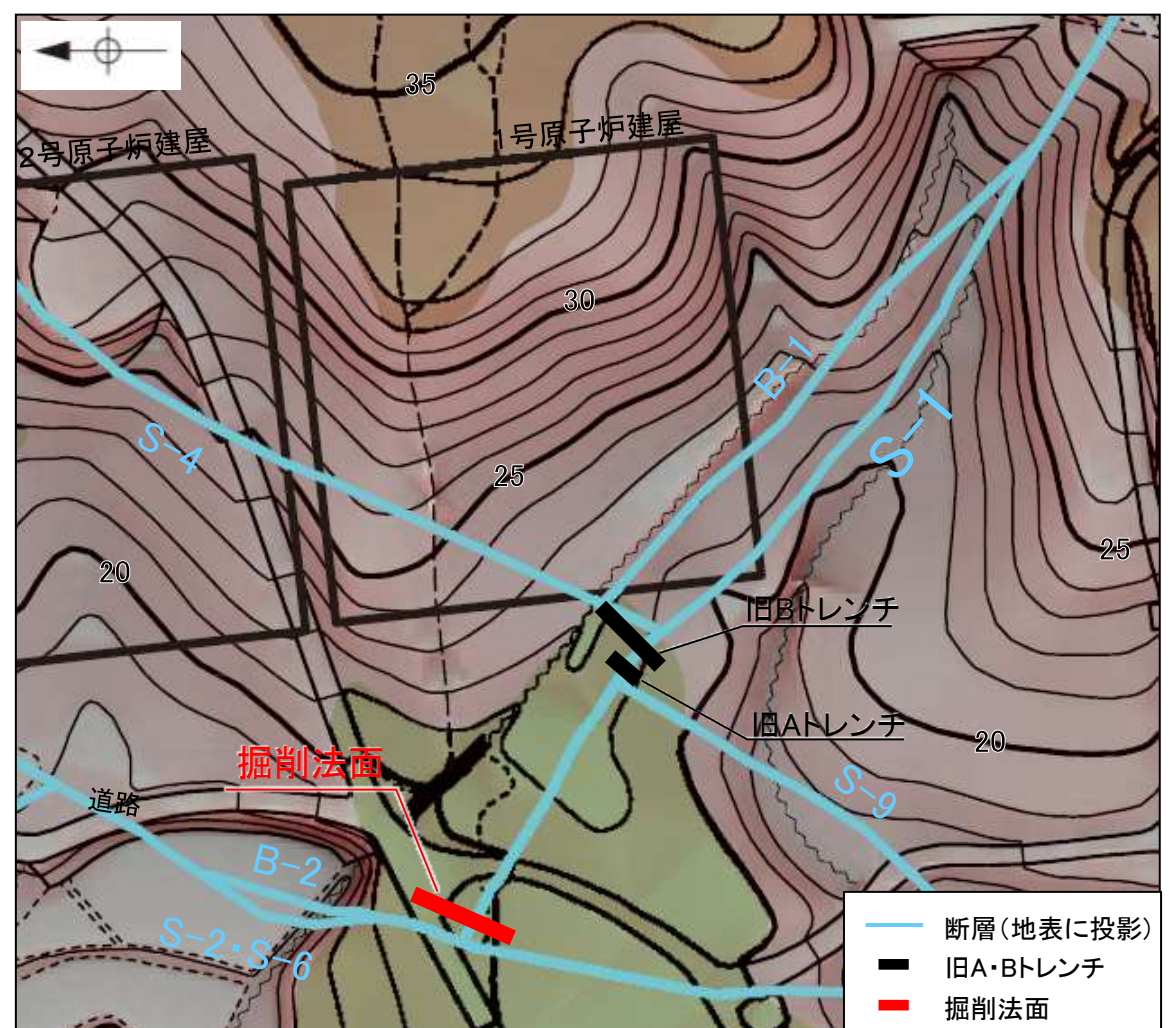 35
2号原子炉建屋
1号原子炉建屋
30
B-1
S-1
S-4
25
25
20
旧Bトレンチ
旧Aトレンチ
20
掘削法面
S-9
道路
B-2
S-2・S-6
断層(地表に投影)
旧A・Bトレンチ
掘削法面